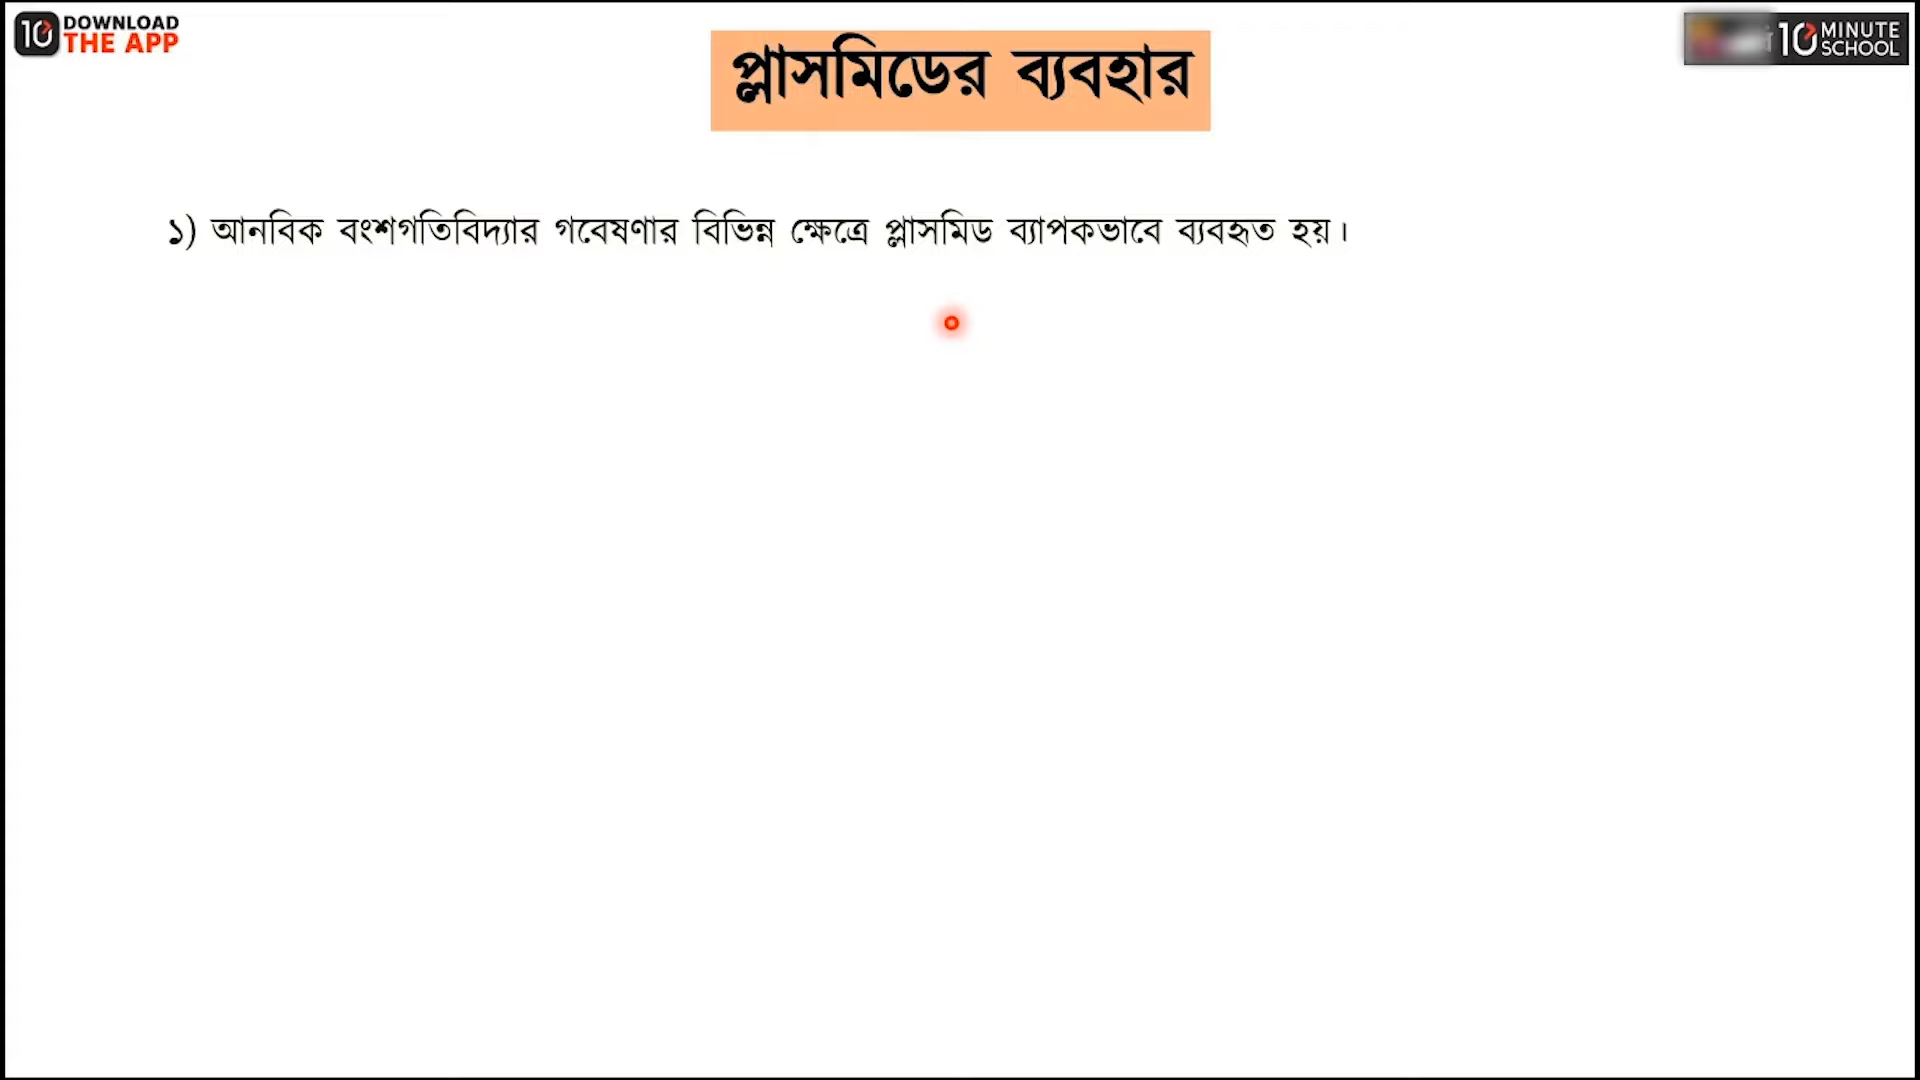 10 DOWNLOAD
THE APP
10 MINUTE
SCHOOL
প্লাসমিডের ব্যবহার
১) আনবিক বংশগতিবিদ্যার গবেষণার বিভিন্ন ক্ষেত্রে প্লাসমিড ব্যাপকভাবে ব্যবহৃত হয়।